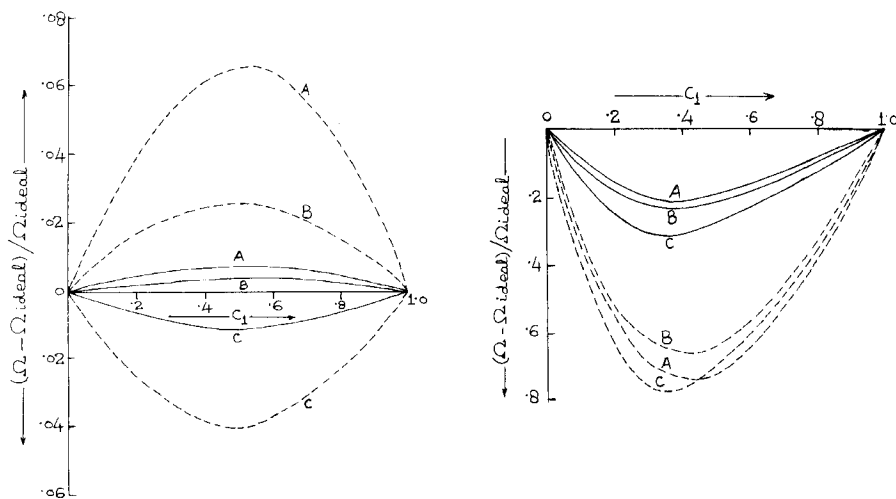 ·08
·06
·04
·02
0
·02
·04
·06
(Ω - Ω ideal) / Ω ideal
A
B
A
B
C
C
·2 ·4 ·6 ·8 1·0
C₁
C₁
0 ·2 ·4 ·6 ·8 1·0
·2
·4
·6
·8
(Ω - Ω ideal) / Ω ideal
A
B
C
B
A
C